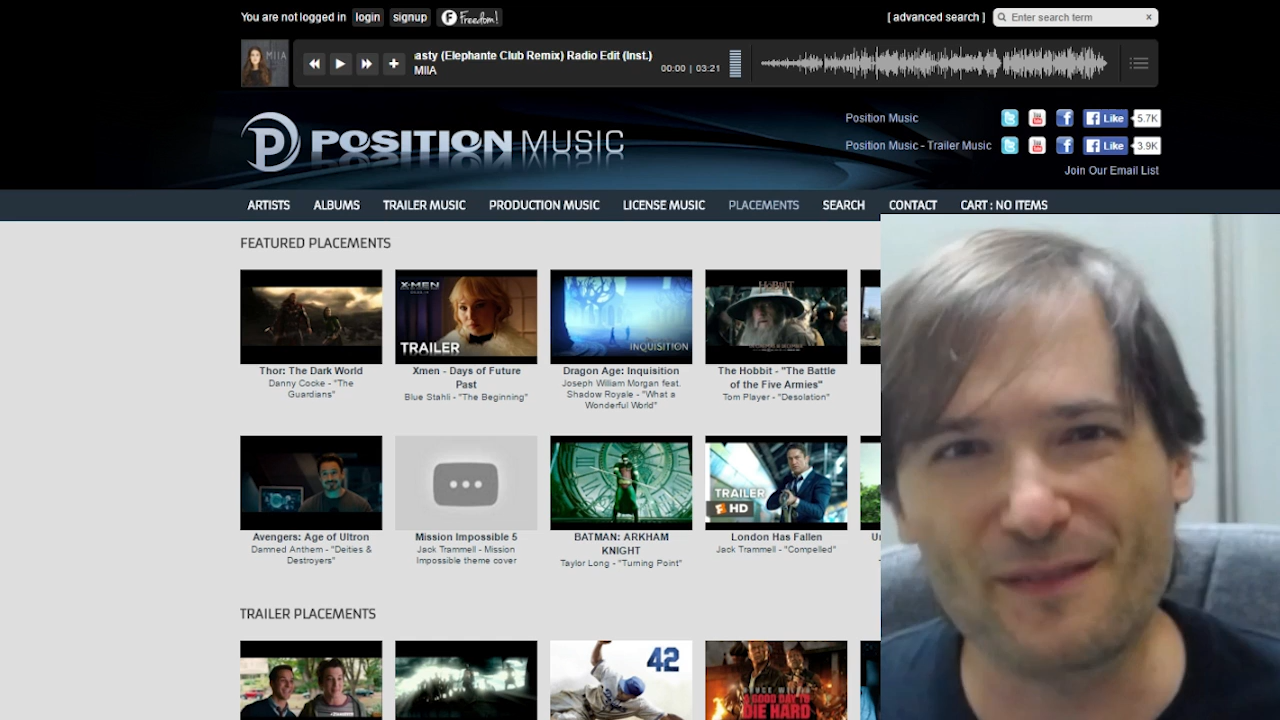 You are not logged in login signup Freedom!
[ advanced search ] Enter search term ×
asty (Elephante Club Remix) Radio Edit (Inst.)
MIIA
00:00 | 03:21
MIIA
POSITION MUSIC
Position Music Like 5.7K
Position Music - Trailer Music Like 3.9K
Join Our Email List
ARTISTS ALBUMS TRAILER MUSIC PRODUCTION MUSIC LICENSE MUSIC PLACEMENTS SEARCH CONTACT CART : NO ITEMS
FEATURED PLACEMENTS
X-MEN
TRAILER
INQUISITION
HOBBIT
Thor: The Dark World
Danny Cocke - "The
Guardians"
Xmen - Days of Future
Past
Blue Stahli - "The Beginning"
Dragon Age: Inquisition
Joseph William Morgan feat.
Shadow Royale - "What a
Wonderful World"
The Hobbit - "The Battle
of the Five Armies"
Tom Player - "Desolation"
TRAILER
HD
Avengers: Age of Ultron
Damned Anthem - "Deities &
Destroyers"
Mission Impossible 5
Jack Trammell - Mission
Impossible theme cover
BATMAN: ARKHAM
KNIGHT
Taylor Long - "Turning Point"
London Has Fallen
Jack Trammell - "Compelled"
TRAILER PLACEMENTS
42
A GOOD DAY TO
DIE HARD